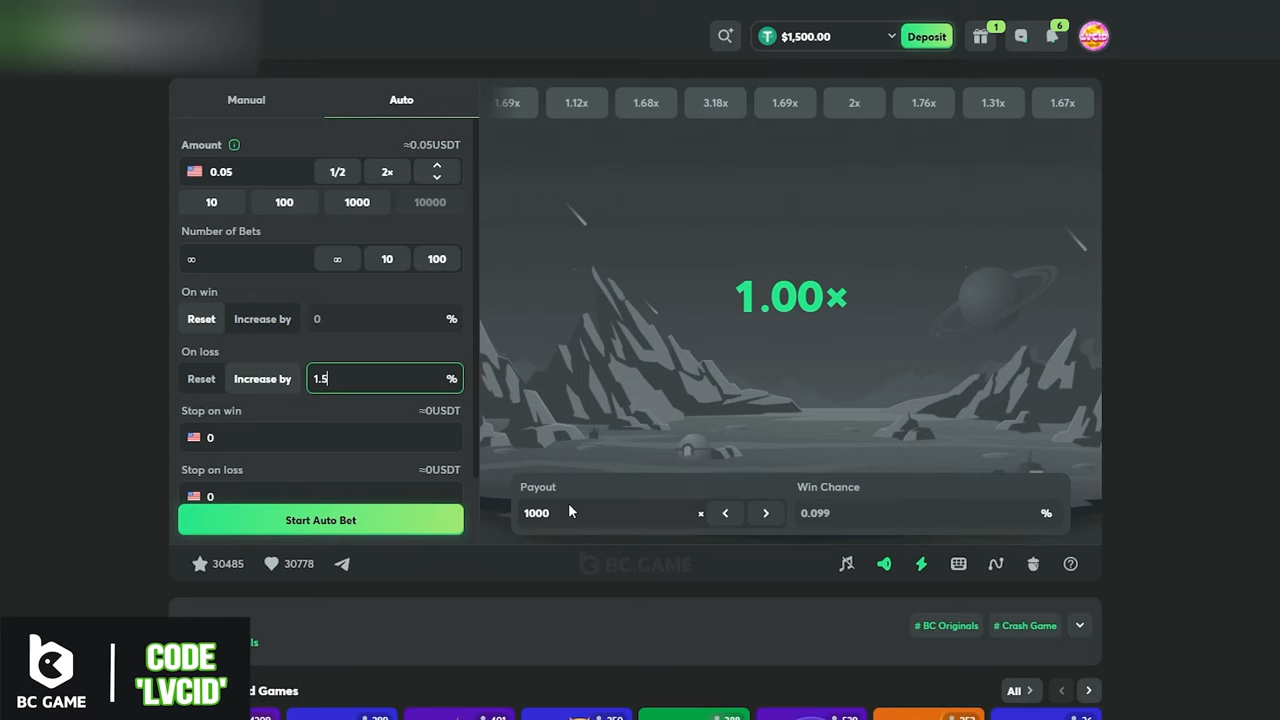 $1,500.00
Deposit
1
6
LVCID
Manual
Auto
1.69x
1.12x
1.68x
3.18x
1.69x
2x
1.76x
1.31x
1.67x
Amount
≈0.05USDT
0.05
1/2
2x
10
100
1000
10000
Number of Bets
∞
∞
10
100
On win
Reset
Increase by
0
%
1.00×
On loss
Reset
Increase by
1.5
%
Stop on win
≈0USDT
0
Stop on loss
≈0USDT
0
Start Auto Bet
Payout
1000
×
Win Chance
0.099
%
30485
30778
BC.GAME
# BC Originals
# Crash Game
BC GAME
CODE
'LVCID'
d Games
All